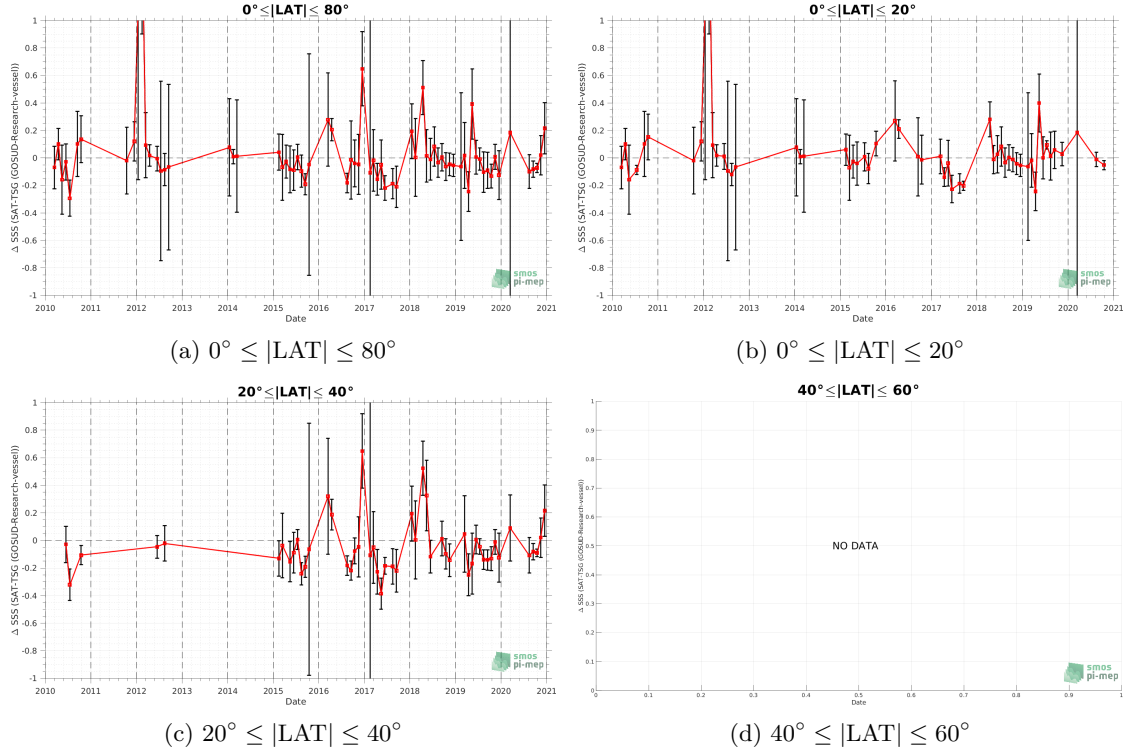 0°≤|LAT|≤ 80°
Δ SSS (SAT-TSG (GOSUD-Research-vessel))
1
0.8
0.6
0.4
0.2
0
-0.2
-0.4
-0.6
-0.8
-1
2010 2011 2012 2013 2014 2015 2016 2017 2018 2019 2020 2021
Date
smos
pi-mep
(a) 0° ≤ |LAT| ≤ 80°
0°≤|LAT|≤ 20°
Δ SSS (SAT-TSG (GOSUD-Research-vessel))
1
0.8
0.6
0.4
0.2
0
-0.2
-0.4
-0.6
-0.8
-1
2010 2011 2012 2013 2014 2015 2016 2017 2018 2019 2020 2021
Date
smos
pi-mep
(b) 0° ≤ |LAT| ≤ 20°
20°≤|LAT|≤ 40°
Δ SSS (SAT-TSG (GOSUD-Research-vessel))
1
0.8
0.6
0.4
0.2
0
-0.2
-0.4
-0.6
-0.8
-1
2010 2011 2012 2013 2014 2015 2016 2017 2018 2019 2020 2021
Date
smos
pi-mep
(c) 20° ≤ |LAT| ≤ 40°
40°≤|LAT|≤ 60°
Δ SSS (SAT-TSG (GOSUD-Research-vessel))
1
0.9
0.8
0.7
0.6
0.5
0.4
0.3
0.2
0.1
0
NO DATA
0 0.1 0.2 0.3 0.4 0.5 0.6 0.7 0.8 0.9 1
Date
smos
pi-mep
(d) 40° ≤ |LAT| ≤ 60°